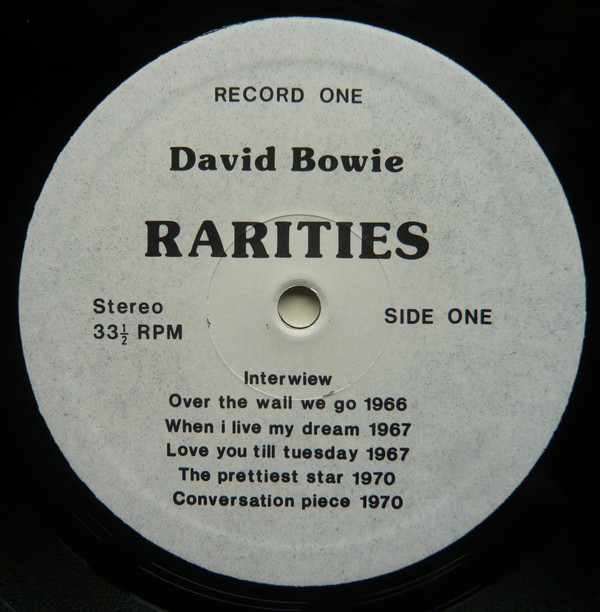 RECORD ONE
David Bowie
RARITIES
Stereo
33½ RPM
SIDE ONE
Interwiew
Over the wall we go 1966
When i live my dream 1967
Love you till tuesday 1967
The prettiest star 1970
Conversation piece 1970